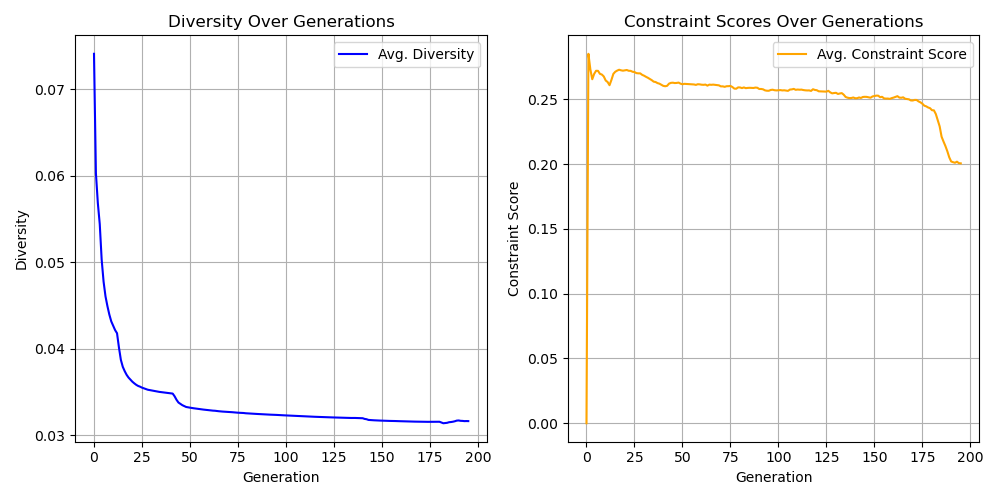 Diversity Over Generations
Avg. Diversity
Diversity
0.07
0.06
0.05
0.04
0.03
0 25 50 75 100 125 150 175 200
Generation
Constraint Scores Over Generations
Avg. Constraint Score
Constraint Score
0.25
0.20
0.15
0.10
0.05
0.00
0 25 50 75 100 125 150 175 200
Generation